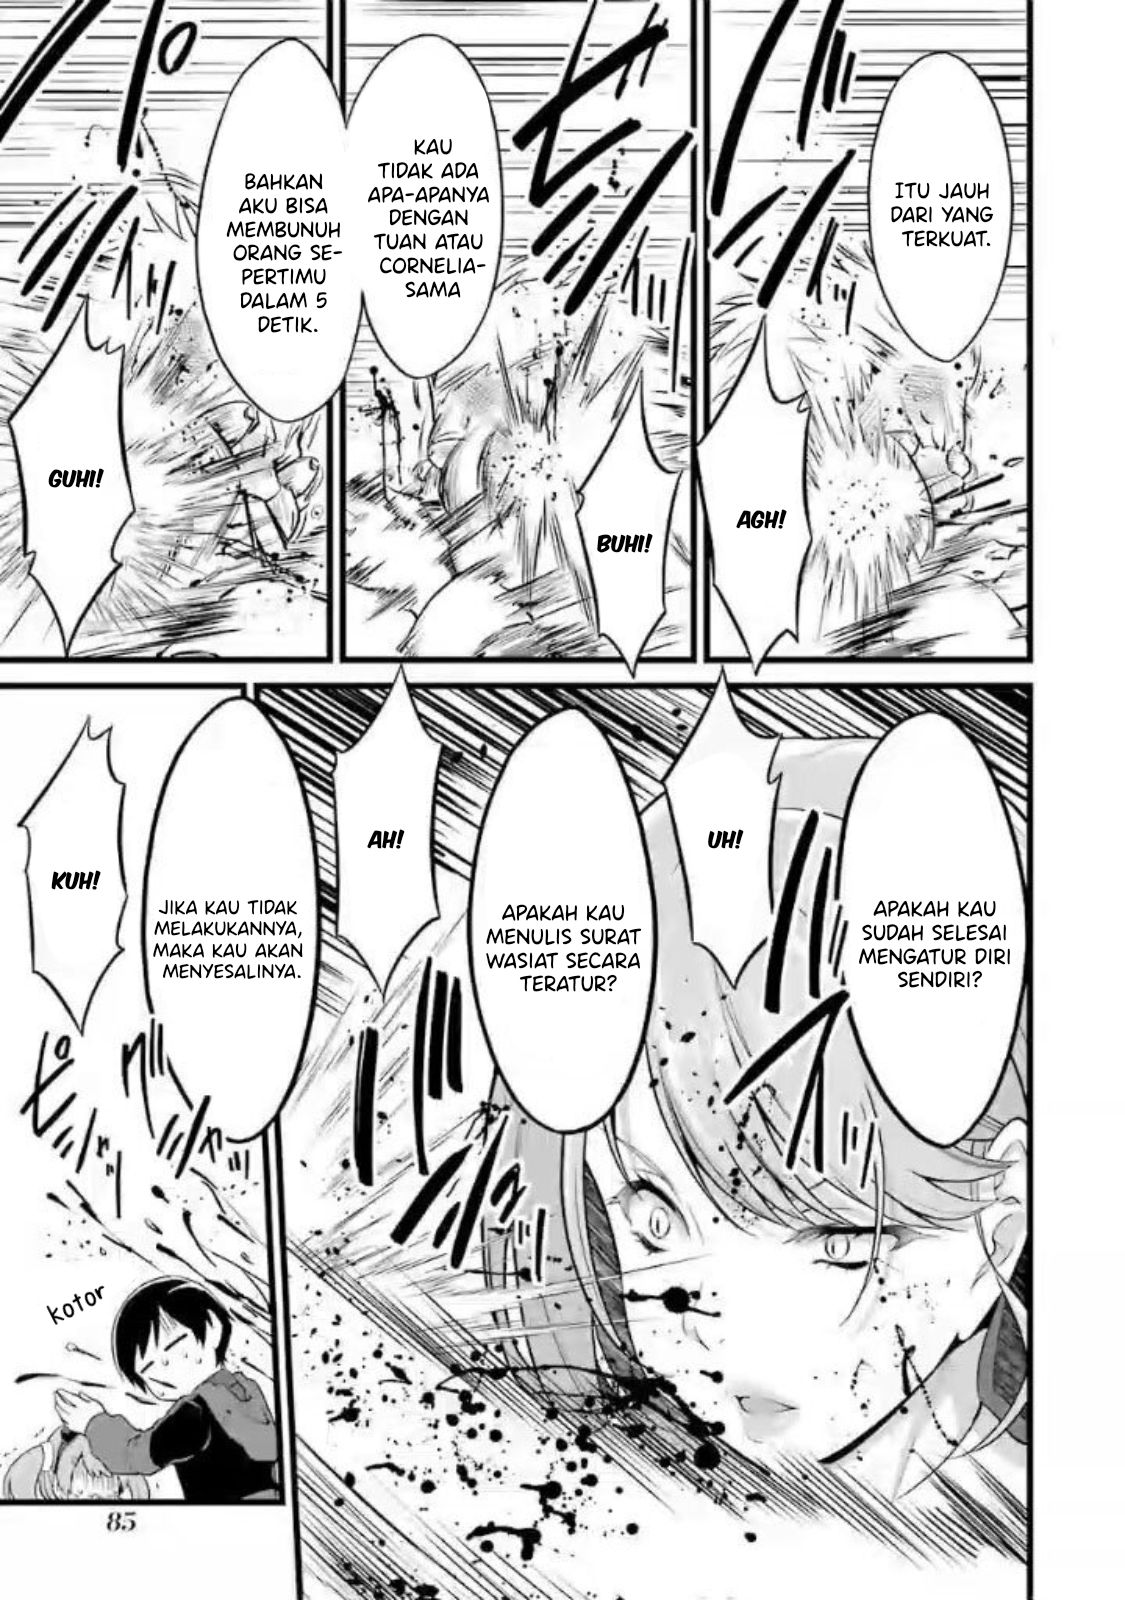 ITU JAUH
DARI YANG
TERKUAT.
AGH!
KAU
TIDAK ADA
APA-APANYA
DENGAN
TUAN ATAU
CORNELIA-
SAMA
BUHI!
BAHKAN
AKU BISA
MEMBUNUH
ORANG SE-
PERTIMU
DALAM 5
DETIK.
GUHI!
APAKAH KAU
SUDAH SELESAI
MENGATUR DIRI
SENDIRI?
UH!
APAKAH KAU
MENULIS SURAT
WASIAT SECARA
TERATUR?
AH!
JIKA KAU TIDAK
MELAKUKANNYA,
MAKA KAU AKAN
MENYESALINYA.
KUH!
kotor
85